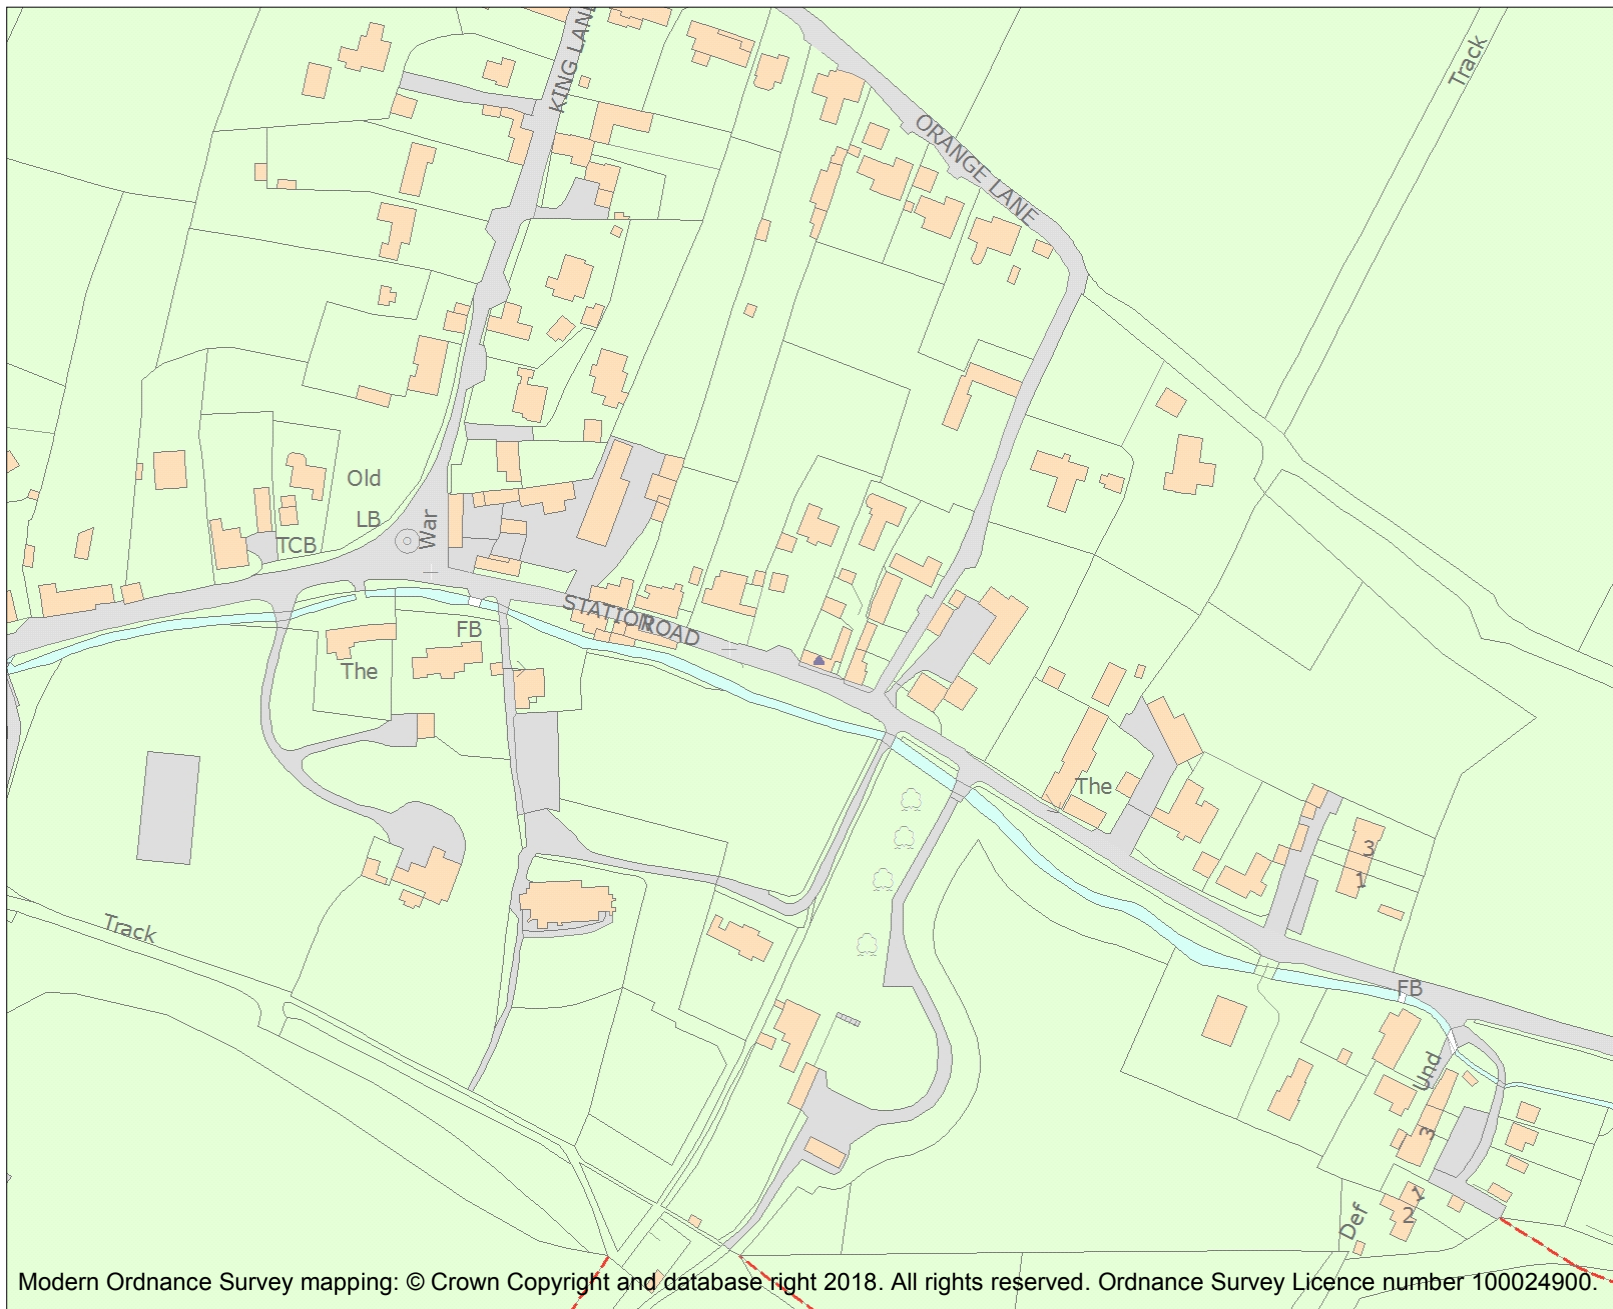 KING LANE
Track
ORANGE LANE
Old
LB
War
TCB
STATION ROAD
FB
The
The
3
1
Track
FB
Und
3
1
2
Def
Modern Ordnance Survey mapping: © Crown Copyright and database right 2018. All rights reserved. Ordnance Survey Licence number 100024900.